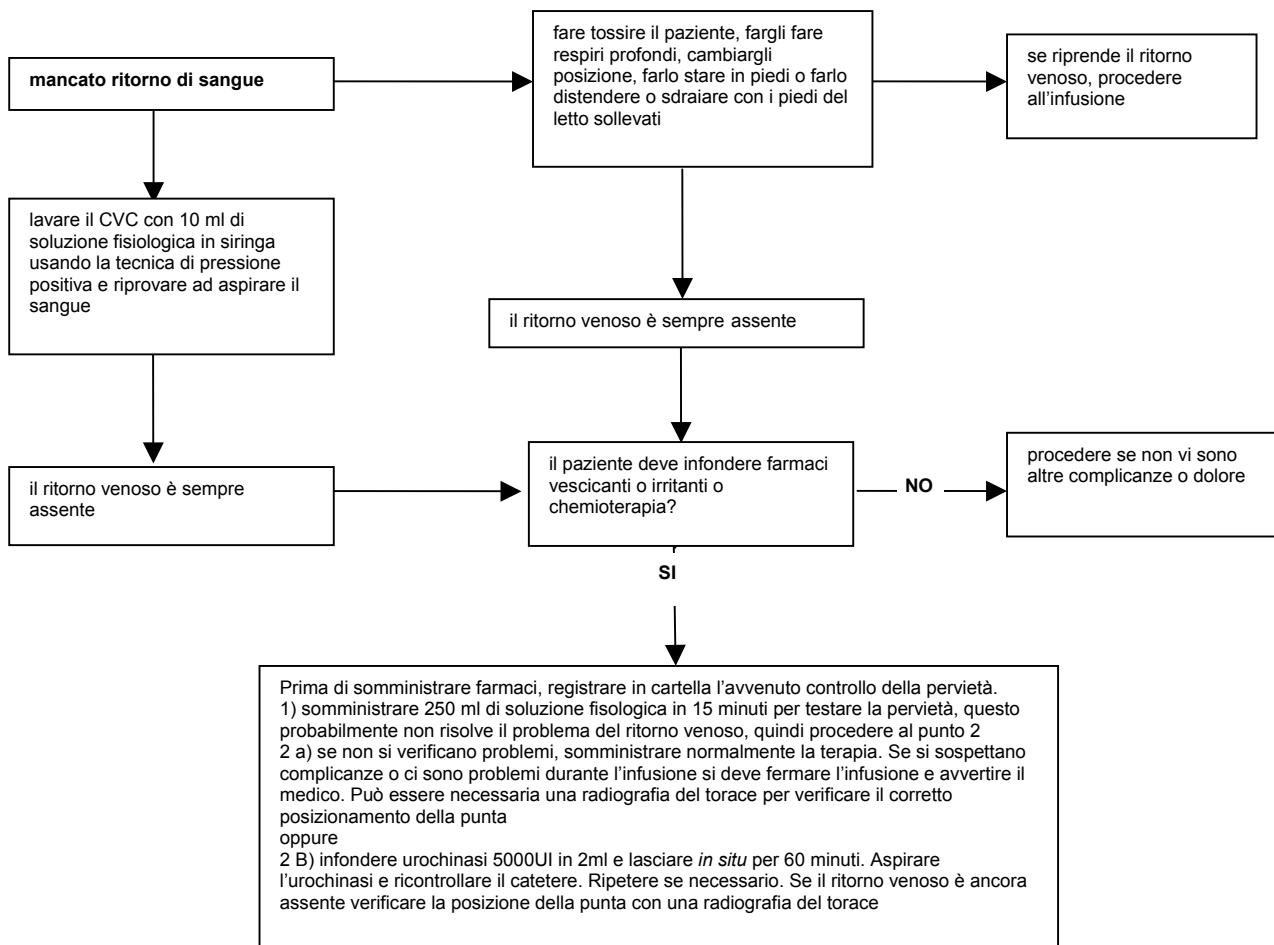 mancato ritorno di sangue
fare tossire il paziente, fargli fare
respiri profondi, cambiargli
posizione, farlo stare in piedi o farlo
distendere o sdraiare con i piedi del
letto sollevati
se riprende il ritorno
venoso, procedere
all'infusione
lavare il CVC con 10 ml di
soluzione fisiologica in siringa
usando la tecnica di pressione
positiva e riprovare ad aspirare il
sangue
il ritorno venoso è sempre assente
il ritorno venoso è sempre
assente
il paziente deve infondere farmaci
vescicanti o irritanti o
chemioterapia?
NO
procedere se non vi sono
altre complicanze o dolore
SI
Prima di somministrare farmaci, registrare in cartella l'avvenuto controllo della pervietà.
1) somministrare 250 ml di soluzione fisologica in 15 minuti per testare la pervietà, questo
probabilmente non risolve il problema del ritorno venoso, quindi procedere al punto 2
2 a) se non si verificano problemi, somministrare normalmente la terapia. Se si sospettano
complicanze o ci sono problemi durante l'infusione si deve fermare l'infusione e avvertire il
medico. Può essere necessaria una radiografia del torace per verificare il corretto
posizionamento della punta
oppure
2 B) infondere urochinasi 5000UI in 2ml e lasciare in situ per 60 minuti. Aspirare
l'urochinasi e ricontrollare il catetere. Ripetere se necessario. Se il ritorno venoso è ancora
assente verificare la posizione della punta con una radiografia del torace